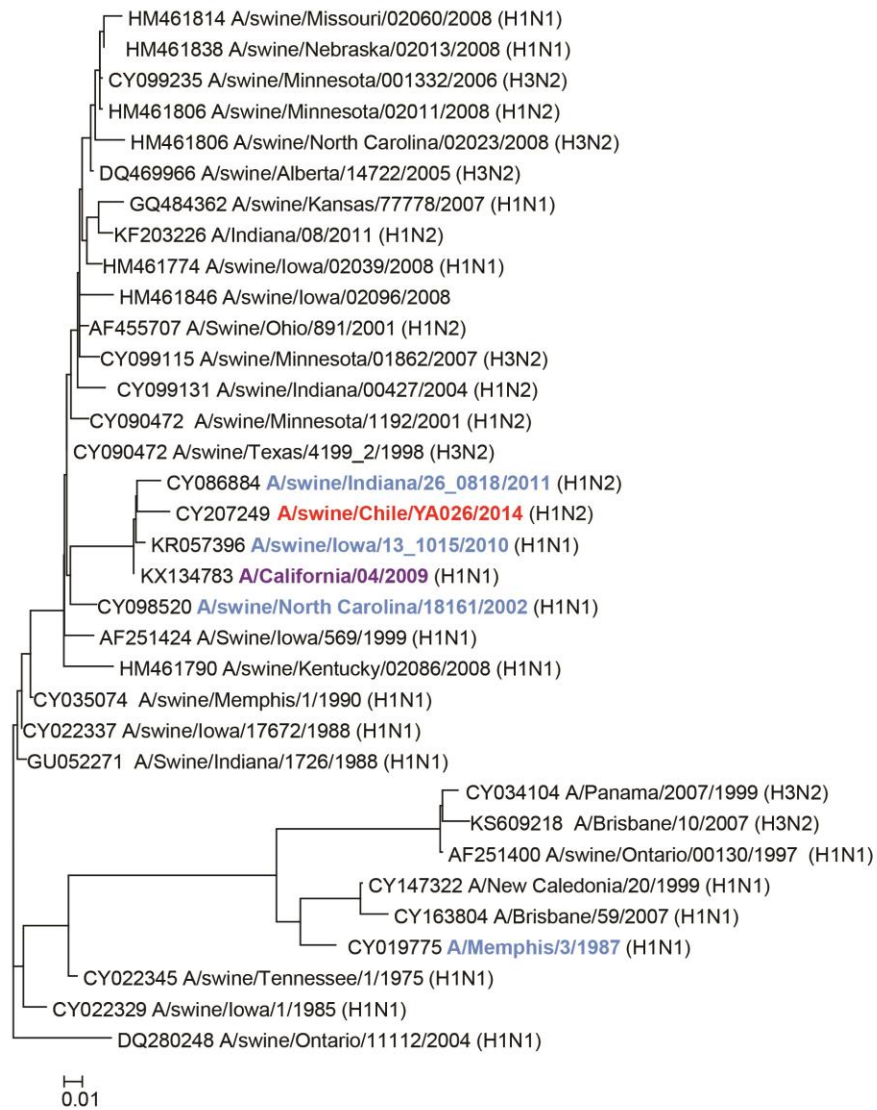 HM461814 A/swine/Missouri/02060/2008 (H1N1)
HM461838 A/swine/Nebraska/02013/2008 (H1N1)
CY099235 A/swine/Minnesota/001332/2006 (H3N2)
HM461806 A/swine/Minnesota/02011/2008 (H1N2)
HM461806 A/swine/North Carolina/02023/2008 (H3N2)
DQ469966 A/swine/Alberta/14722/2005 (H3N2)
GQ484362 A/swine/Kansas/77778/2007 (H1N1)
KF203226 A/Indiana/08/2011 (H1N2)
HM461774 A/swine/Iowa/02039/2008 (H1N1)
HM461846 A/swine/Iowa/02096/2008
AF455707 A/Swine/Ohio/891/2001 (H1N2)
CY099115 A/swine/Minnesota/01862/2007 (H3N2)
CY099131 A/swine/Indiana/00427/2004 (H1N2)
CY090472 A/swine/Minnesota/1192/2001 (H1N2)
CY090472 A/swine/Texas/4199_2/1998 (H3N2)
CY086884 A/swine/Indiana/26_0818/2011 (H1N2)
CY207249 A/swine/Chile/YA026/2014 (H1N2)
KR057396 A/swine/Iowa/13_1015/2010 (H1N1)
KX134783 A/California/04/2009 (H1N1)
CY098520 A/swine/North Carolina/18161/2002 (H1N1)
AF251424 A/Swine/Iowa/569/1999 (H1N1)
HM461790 A/swine/Kentucky/02086/2008 (H1N1)
CY035074 A/swine/Memphis/1/1990 (H1N1)
CY022337 A/swine/Iowa/17672/1988 (H1N1)
GU052271 A/Swine/Indiana/1726/1988 (H1N1)
CY034104 A/Panama/2007/1999 (H3N2)
KS609218 A/Brisbane/10/2007 (H3N2)
AF251400 A/swine/Ontario/00130/1997 (H1N1)
CY147322 A/New Caledonia/20/1999 (H1N1)
CY163804 A/Brisbane/59/2007 (H1N1)
CY019775 A/Memphis/3/1987 (H1N1)
CY022345 A/swine/Tennessee/1/1975 (H1N1)
CY022329 A/swine/Iowa/1/1985 (H1N1)
DQ280248 A/swine/Ontario/11112/2004 (H1N1)
0.01